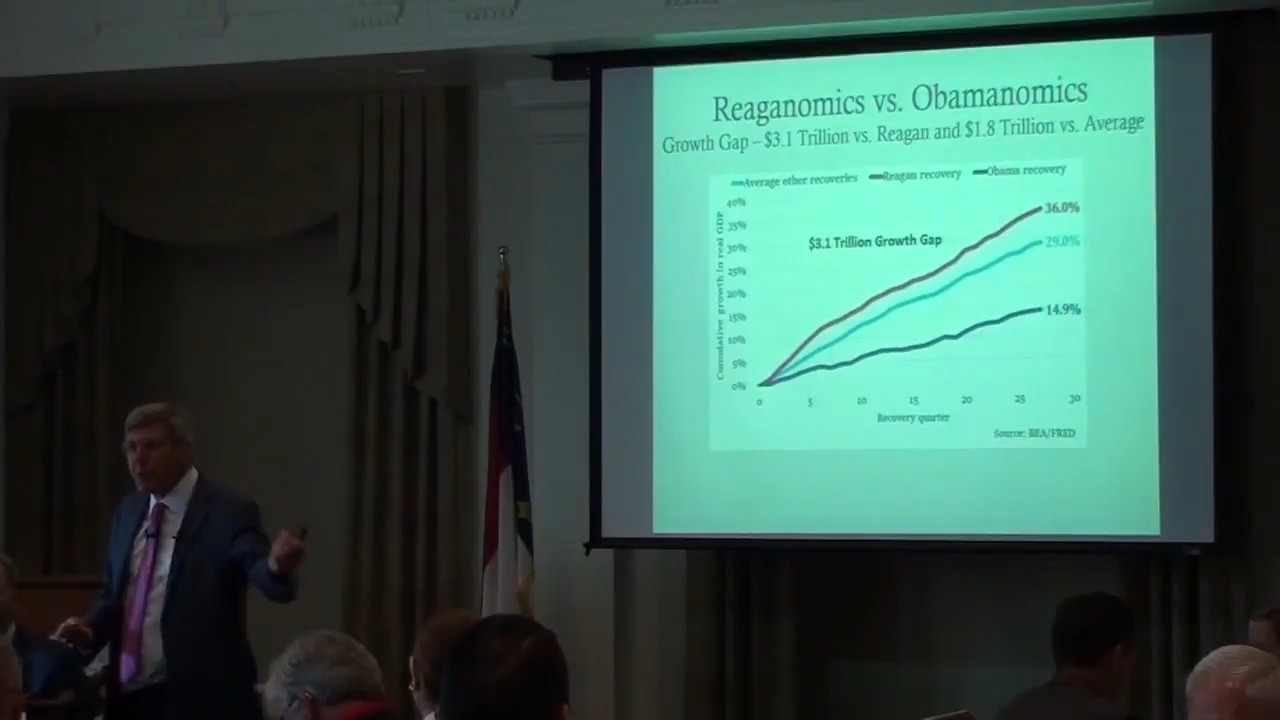 Reaganomics vs. Obamanomics
Growth Gap – $3.1 Trillion vs. Reagan and $1.8 Trillion vs. Average
Average other recoveries Reagan recovery Obama recovery
Cumulative growth in real GDP
40%
35%
30%
25%
20%
15%
10%
5%
0%
$3.1 Trillion Growth Gap
36.0%
29.0%
14.9%
0 5 10 15 20 25 30
Recovery quarter
Source: BEA/FRED